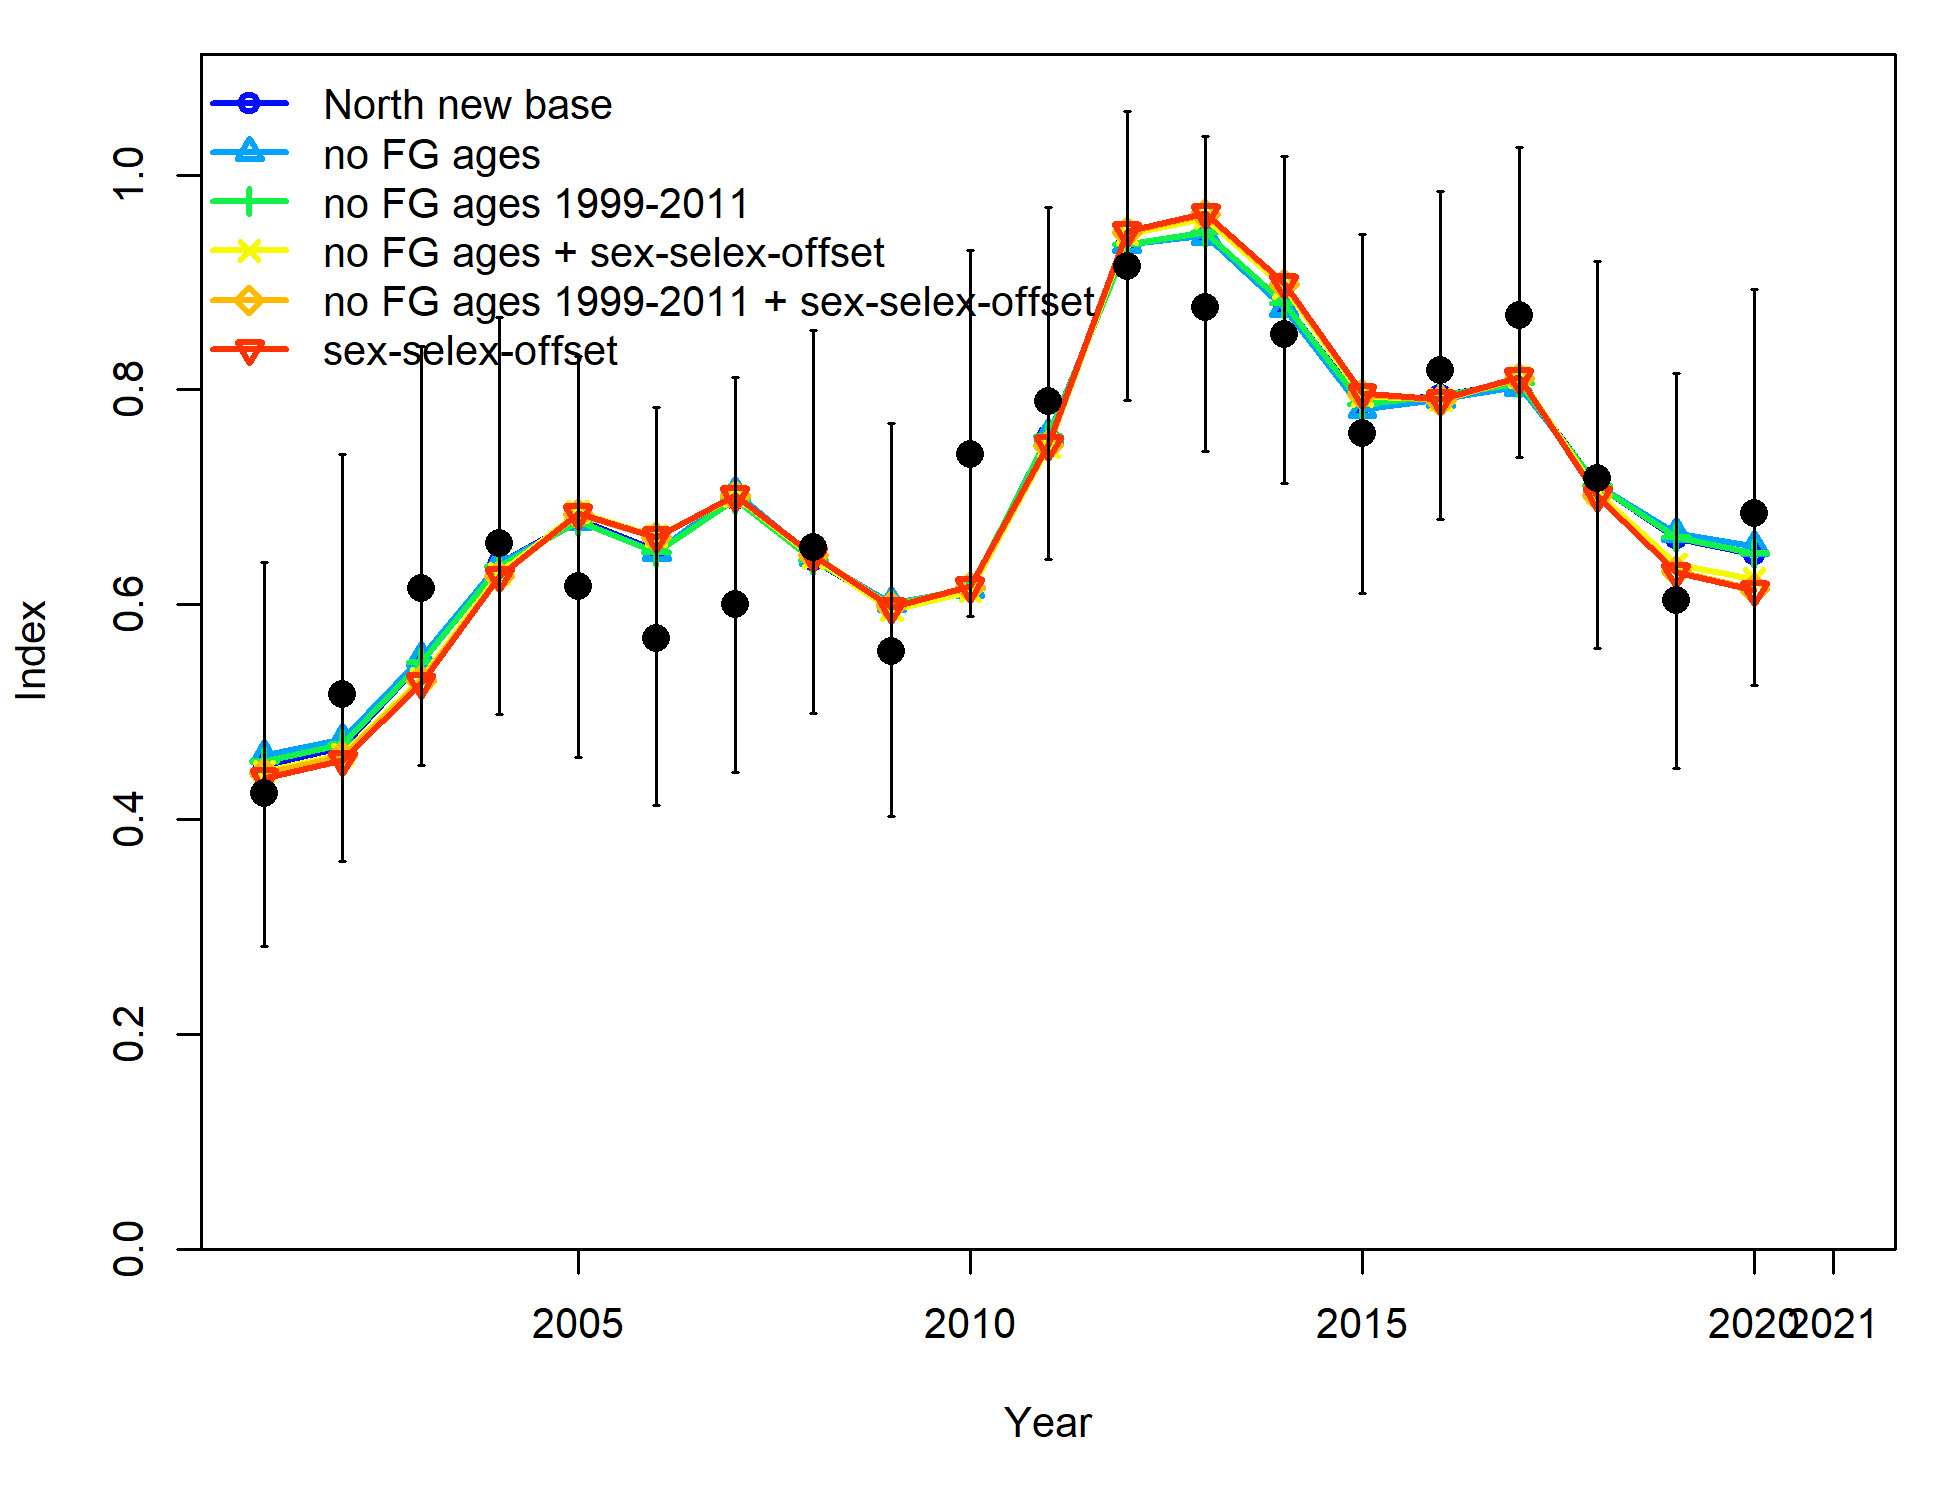 North new base
no FG ages
no FG ages 1999-2011
no FG ages + sex-selex-offset
no FG ages 1999-2011 + sex-selex-offset
sex-selex-offset
1.0
0.8
0.6
0.4
0.2
0.0
Index
2005 2010 2015 2020 2021
Year